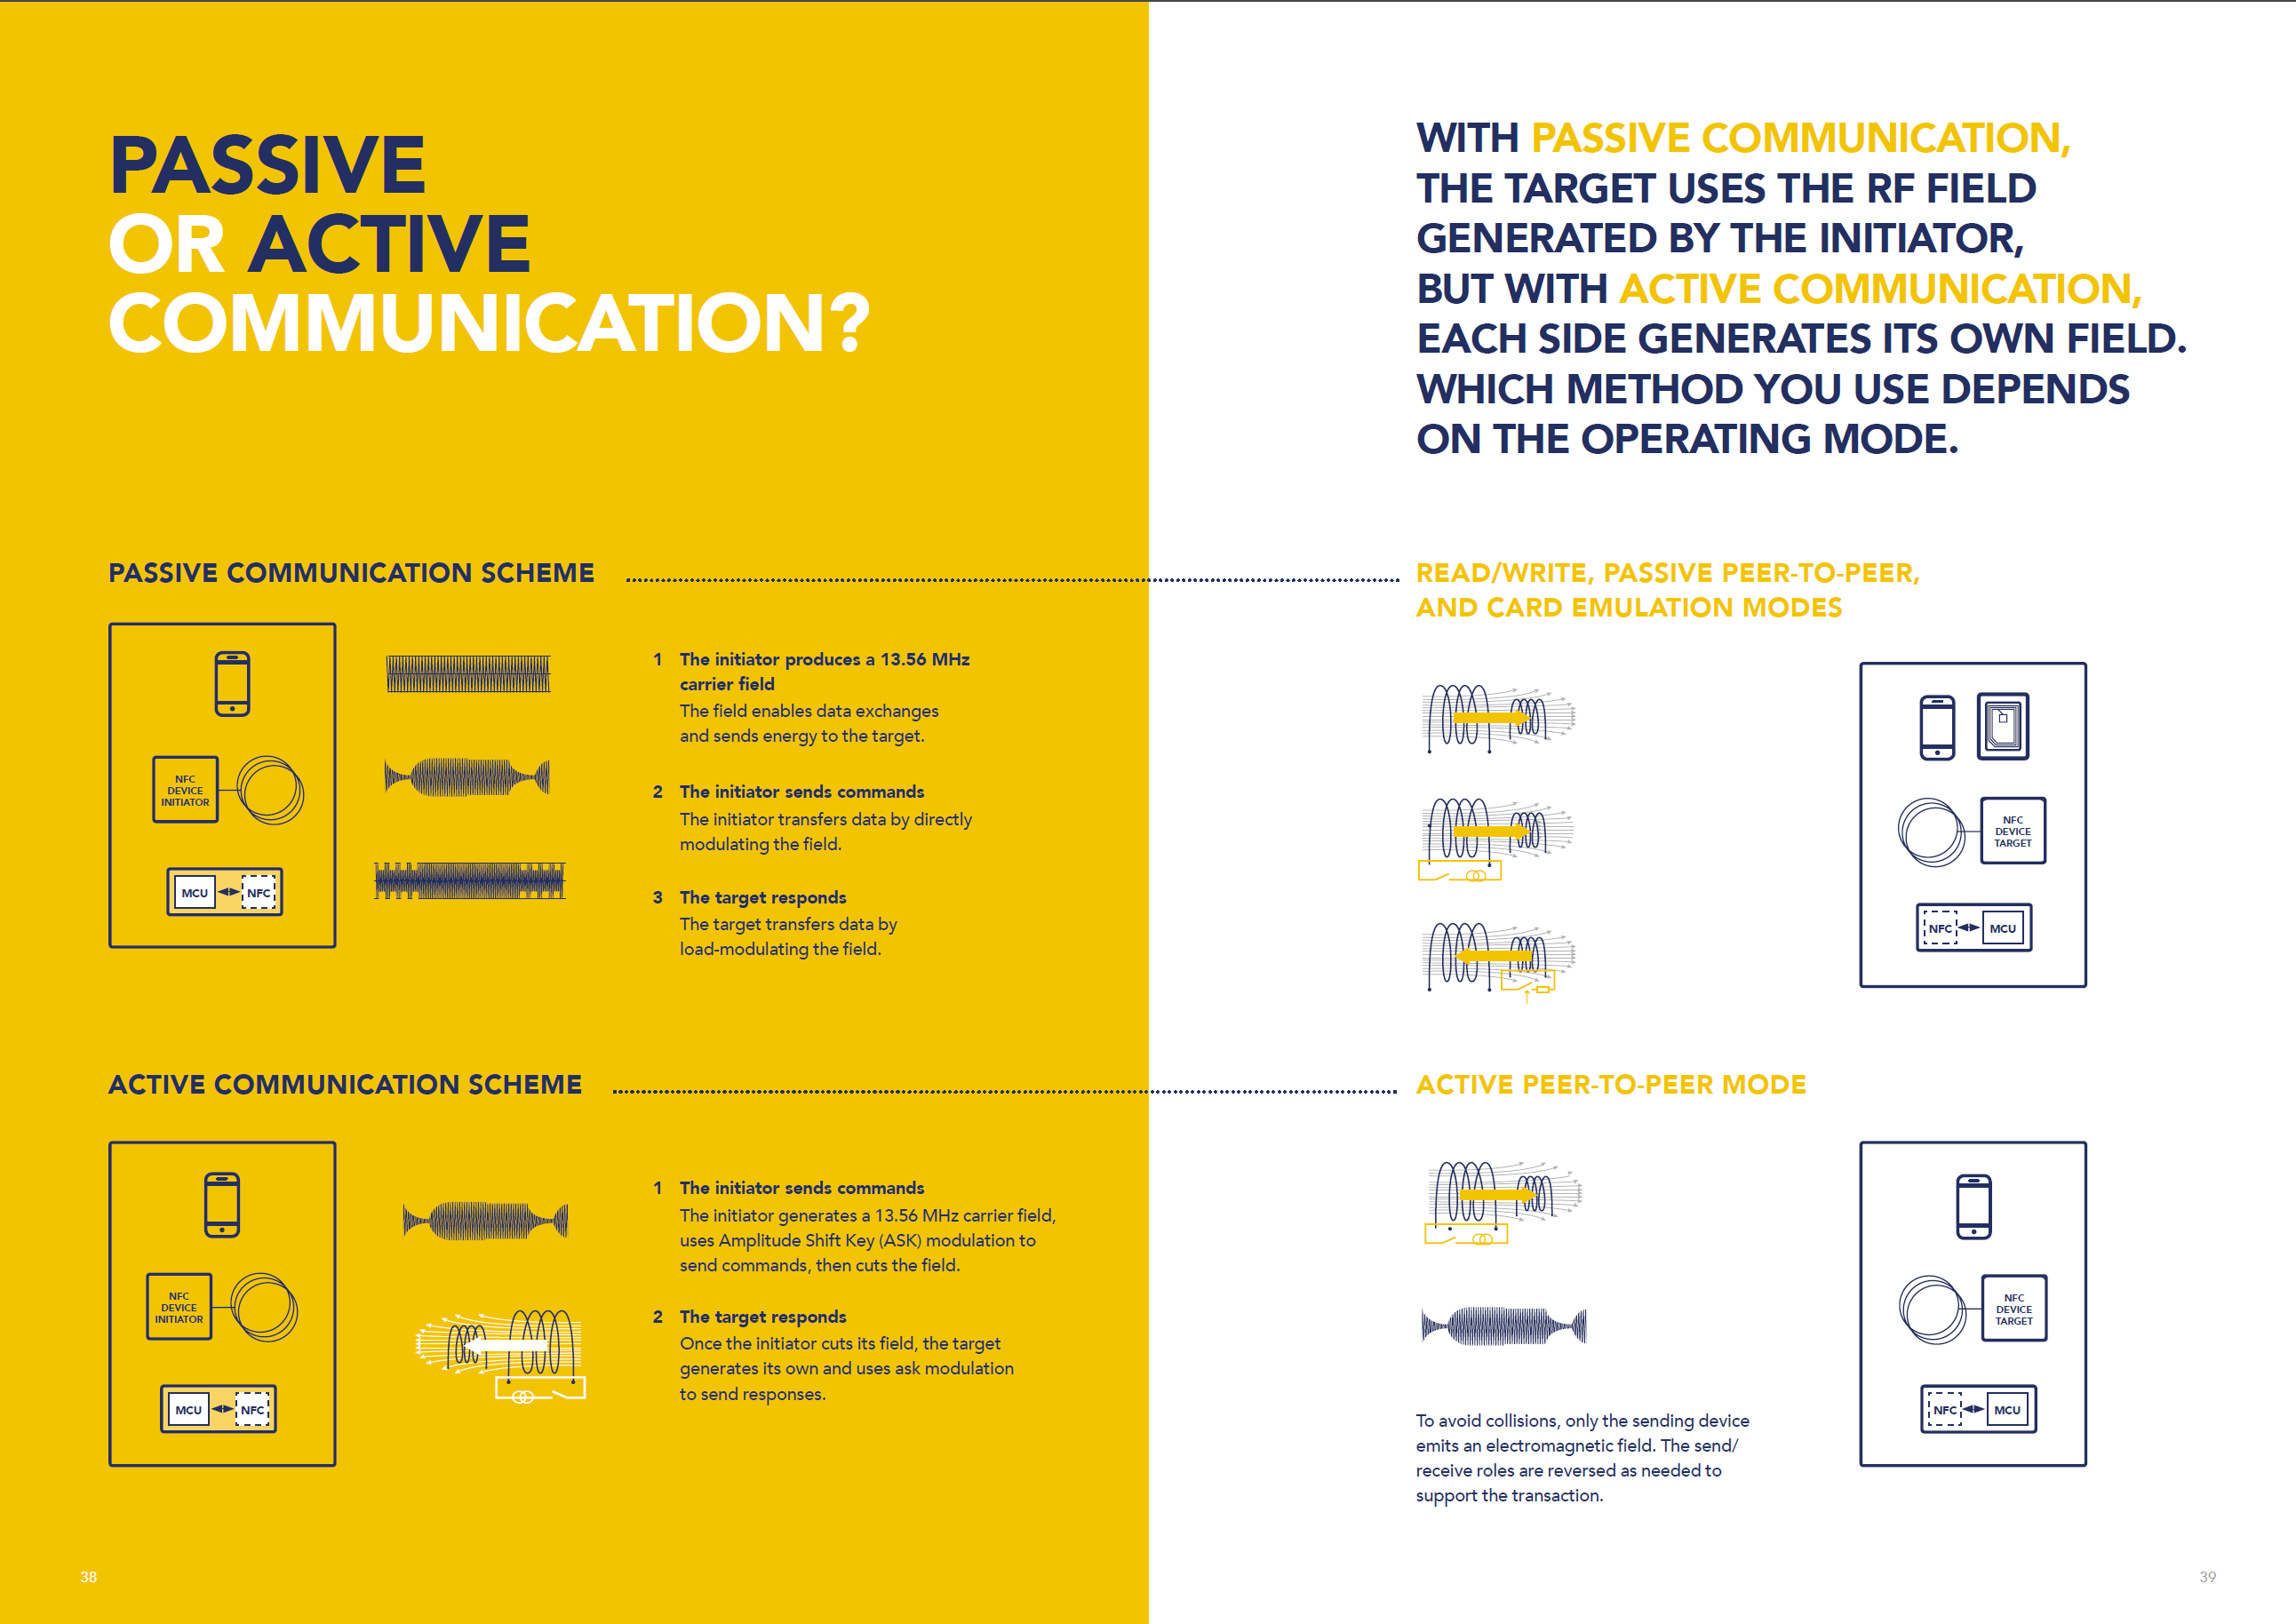 PASSIVE
OR ACTIVE
COMMUNICATION?
WITH PASSIVE COMMUNICATION,
THE TARGET USES THE RF FIELD
GENERATED BY THE INITIATOR,
BUT WITH ACTIVE COMMUNICATION,
EACH SIDE GENERATES ITS OWN FIELD.
WHICH METHOD YOU USE DEPENDS
ON THE OPERATING MODE.
PASSIVE COMMUNICATION SCHEME
READ/WRITE, PASSIVE PEER-TO-PEER,
AND CARD EMULATION MODES
NFC
DEVICE
INITIATOR
MCU
NFC
1 The initiator produces a 13.56 MHz
carrier field
The field enables data exchanges
and sends energy to the target.
2 The initiator sends commands
The initiator transfers data by directly
modulating the field.
3 The target responds
The target transfers data by
load-modulating the field.
NFC
DEVICE
TARGET
NFC
MCU
ACTIVE COMMUNICATION SCHEME
ACTIVE PEER-TO-PEER MODE
NFC
DEVICE
INITIATOR
MCU
NFC
1 The initiator sends commands
The initiator generates a 13.56 MHz carrier field,
uses Amplitude Shift Key (ASK) modulation to
send commands, then cuts the field.
2 The target responds
Once the initiator cuts its field, the target
generates its own and uses ask modulation
to send responses.
To avoid collisions, only the sending device
emits an electromagnetic field. The send/
receive roles are reversed as needed to
support the transaction.
NFC
DEVICE
TARGET
NFC
MCU
38
39